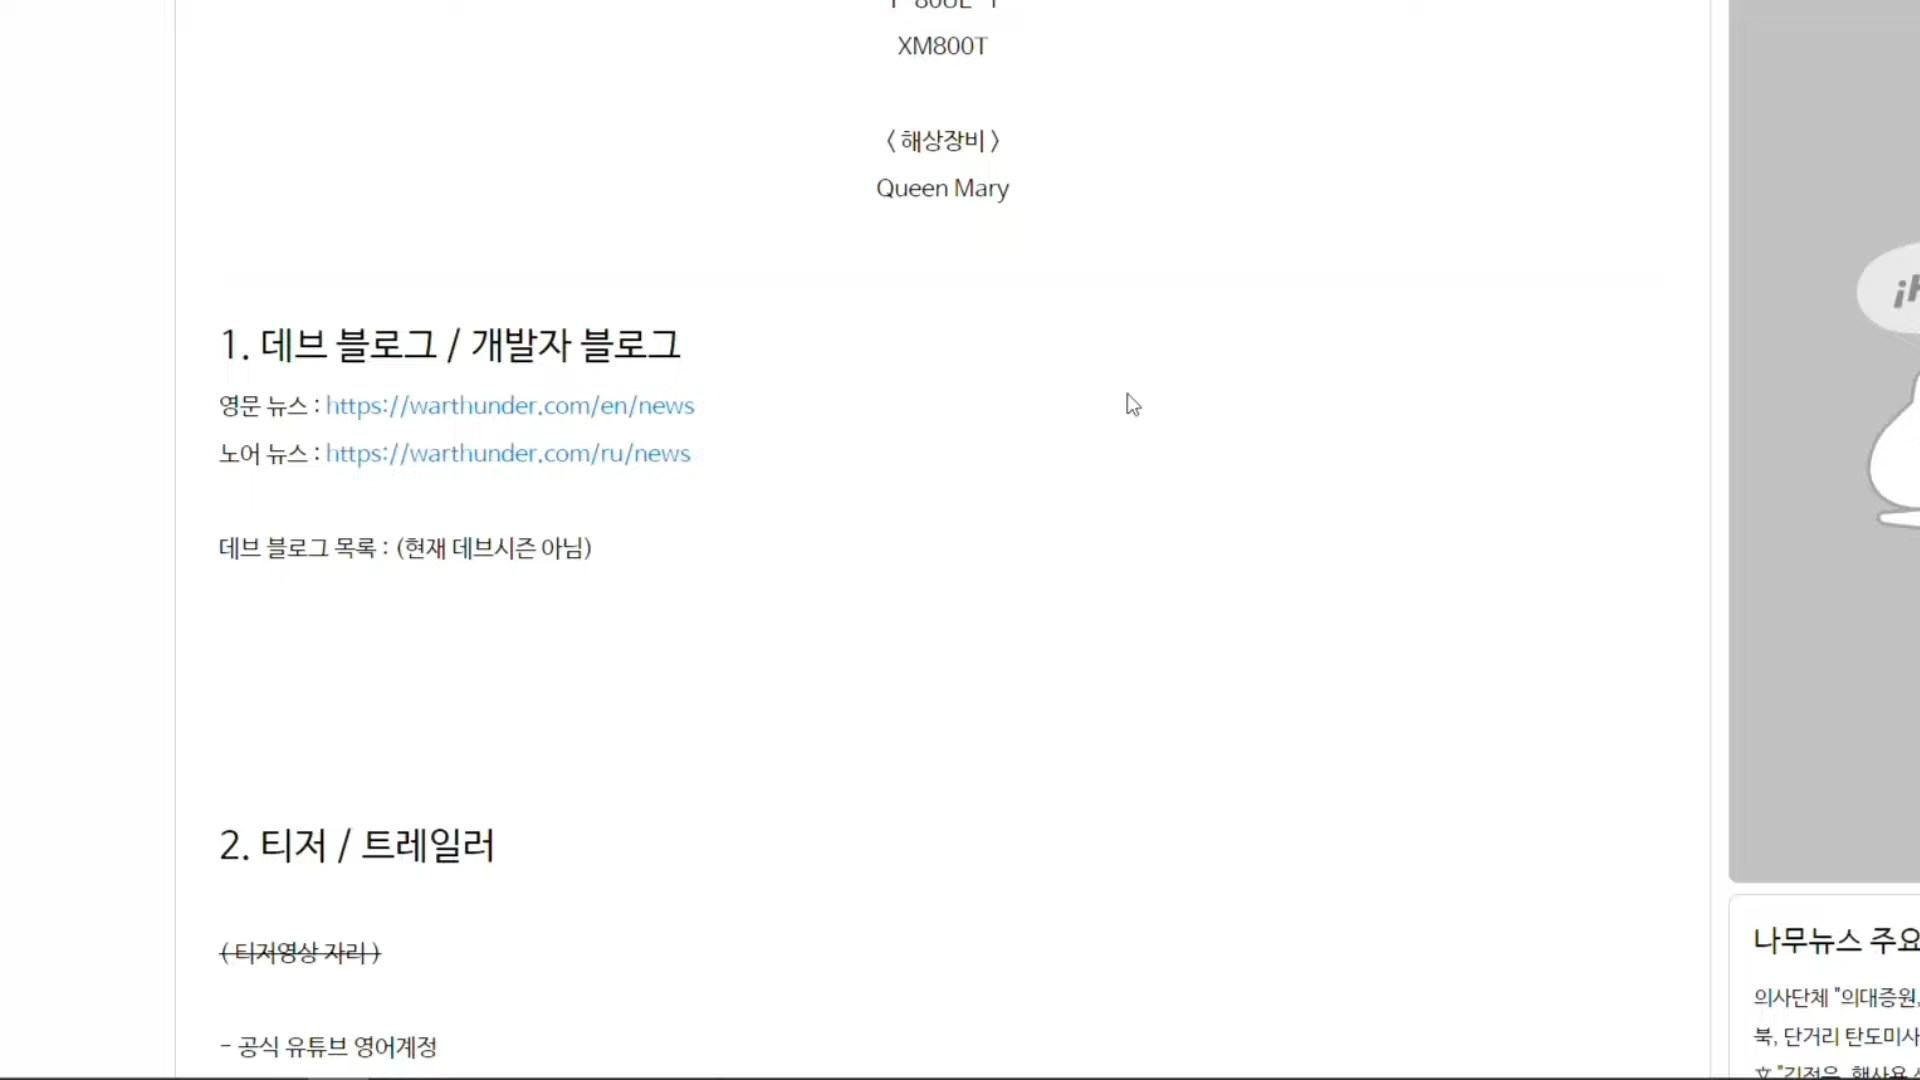 XM800T
〈 해상장비 〉
Queen Mary
1. 데브 블로그 / 개발자 블로그
영문 뉴스 : https://warthunder.com/en/news
노어 뉴스 : https://warthunder.com/ru/news
데브 블로그 목록 : (현재 데브시즌 아님)
2. 티저 / 트레일러
( 티저영상 자리 )
- 공식 유튜브 영어계정
나무뉴스 주요
의사단체 "의대증원,
북, 단거리 탄도미사